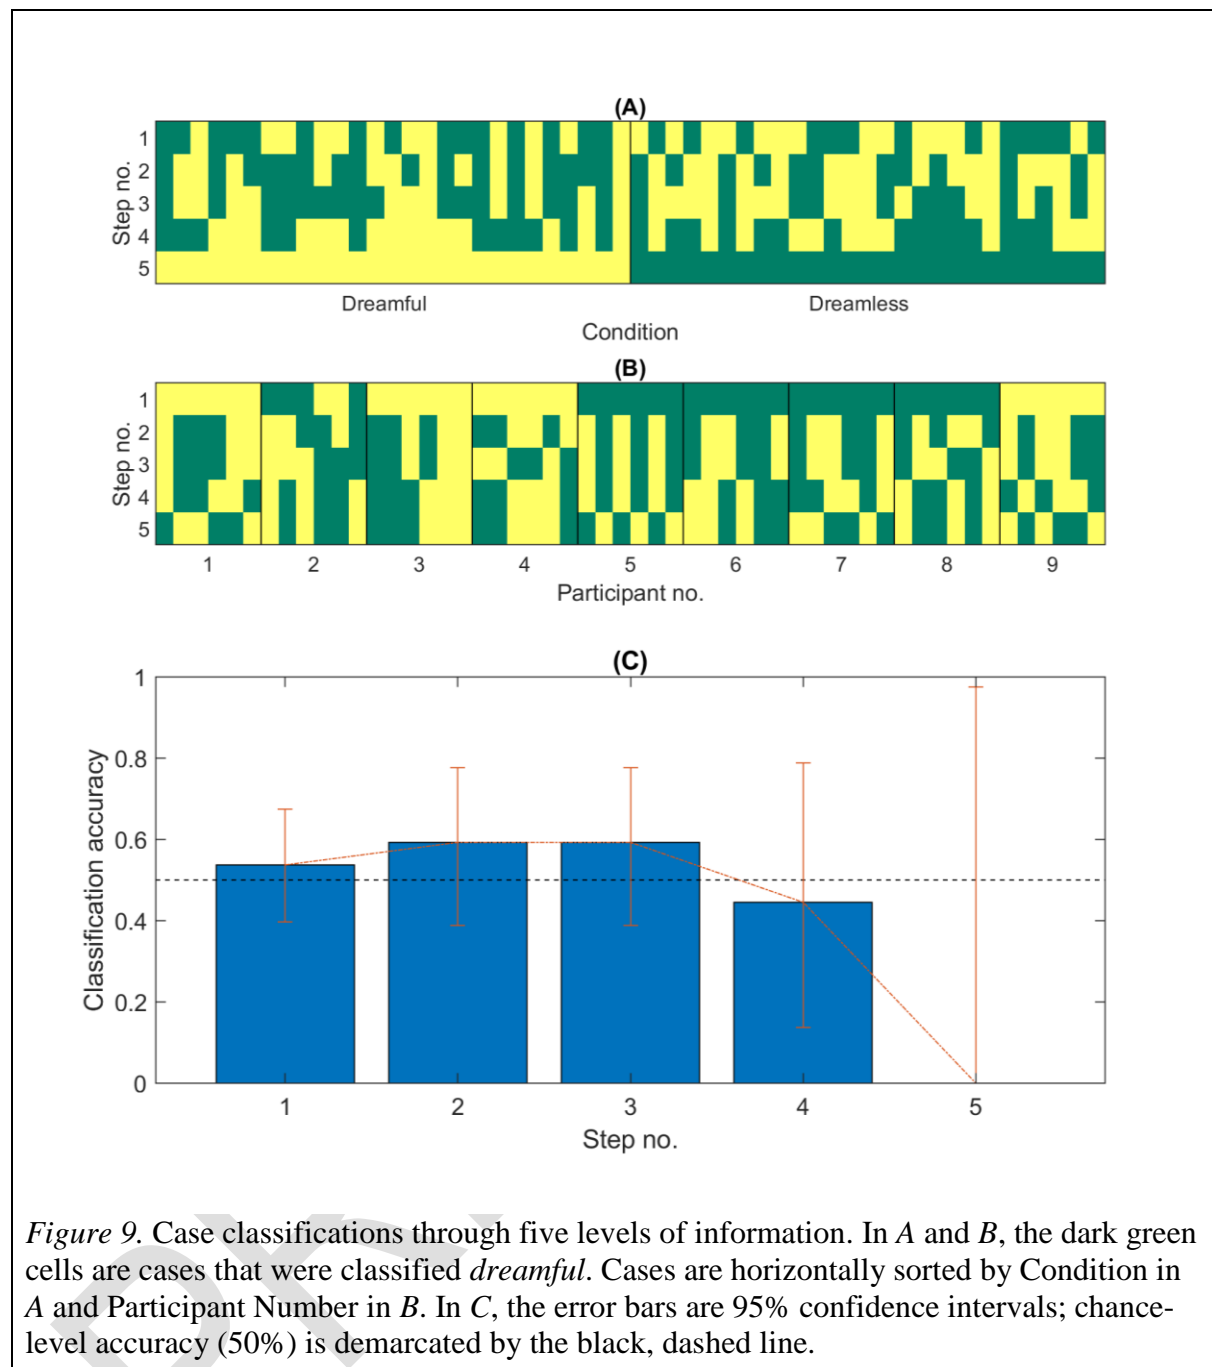 (A)
Step no.
1
2
3
4
5
Dreamful Dreamless
Condition
(B)
Step no.
1
2
3
4
5
1 2 3 4 5 6 7 8 9
Participant no.
(C)
Classification accuracy
1
0.8
0.6
0.4
0.2
0
1 2 3 4 5
Step no.
Figure 9. Case classifications through five levels of information. In A and B, the dark green
cells are cases that were classified dreamful. Cases are horizontally sorted by Condition in
A and Participant Number in B. In C, the error bars are 95% confidence intervals; chance-
level accuracy (50%) is demarcated by the black, dashed line.